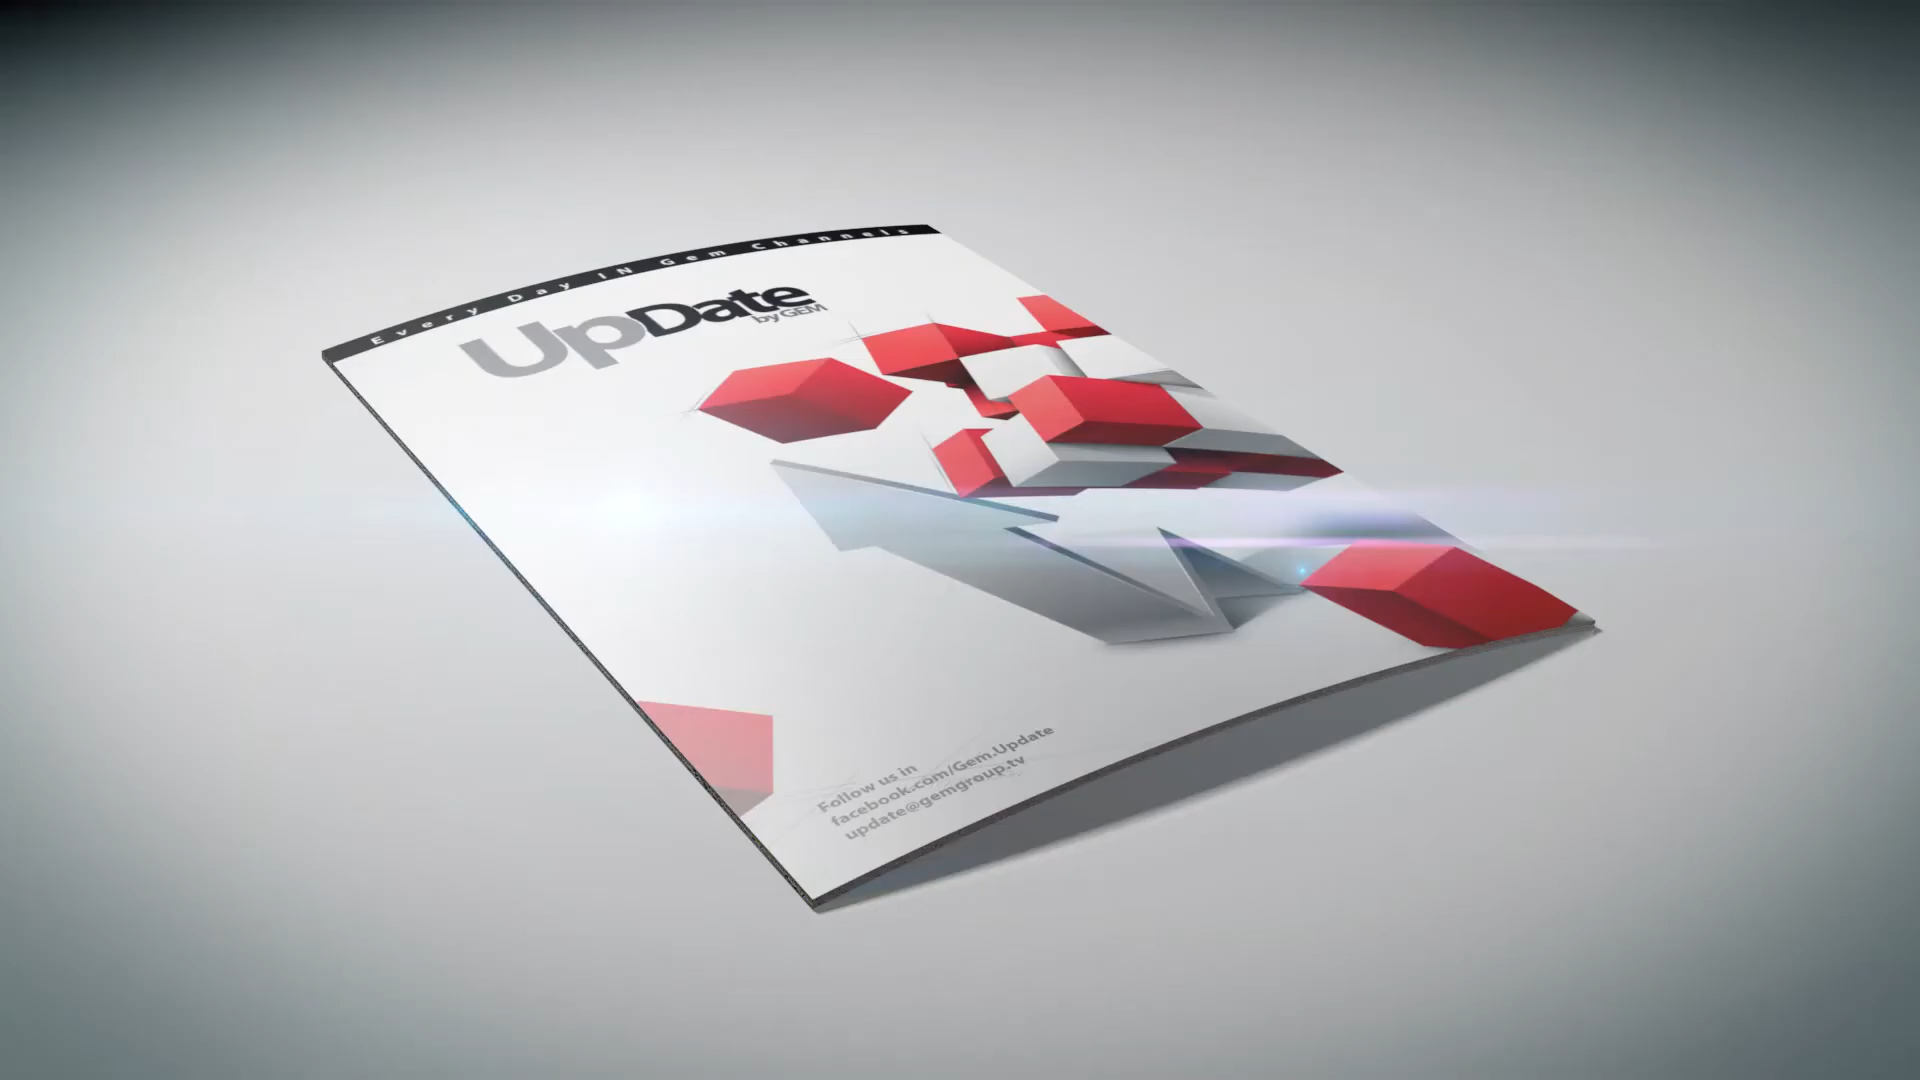 Every Day IN Gem Channels
UpDate
by GEM
Follow us in
facebook.com/Gem.Update
update@gemgroup.tv